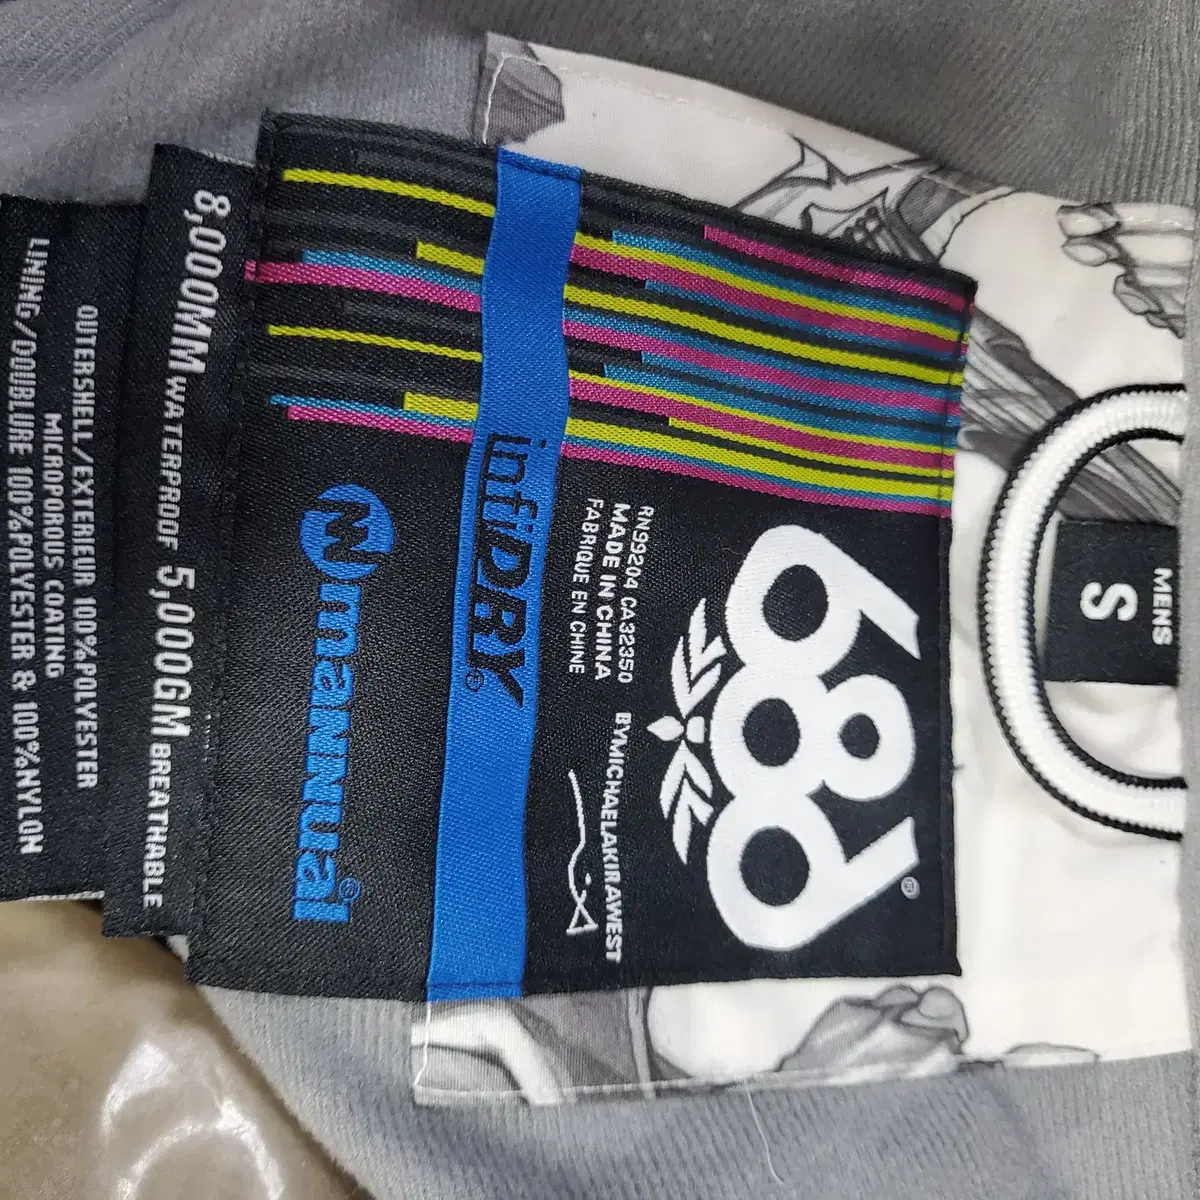 MENS
S
686®
BYMICHAELAKIRAWEST
RN99204 CA32350
MADE IN CHINA
FABRIQUE EN CHINE
infiDRY®
mannual®
8,000MM WATERPROOF 5,000GM BREATHABLE
OUTERSHELL/EXTERIEUR 100%POLYESTER
MICROPOROUS COATING
LINING/DOUBLURE 100%POLYESTER & 100%NYLON